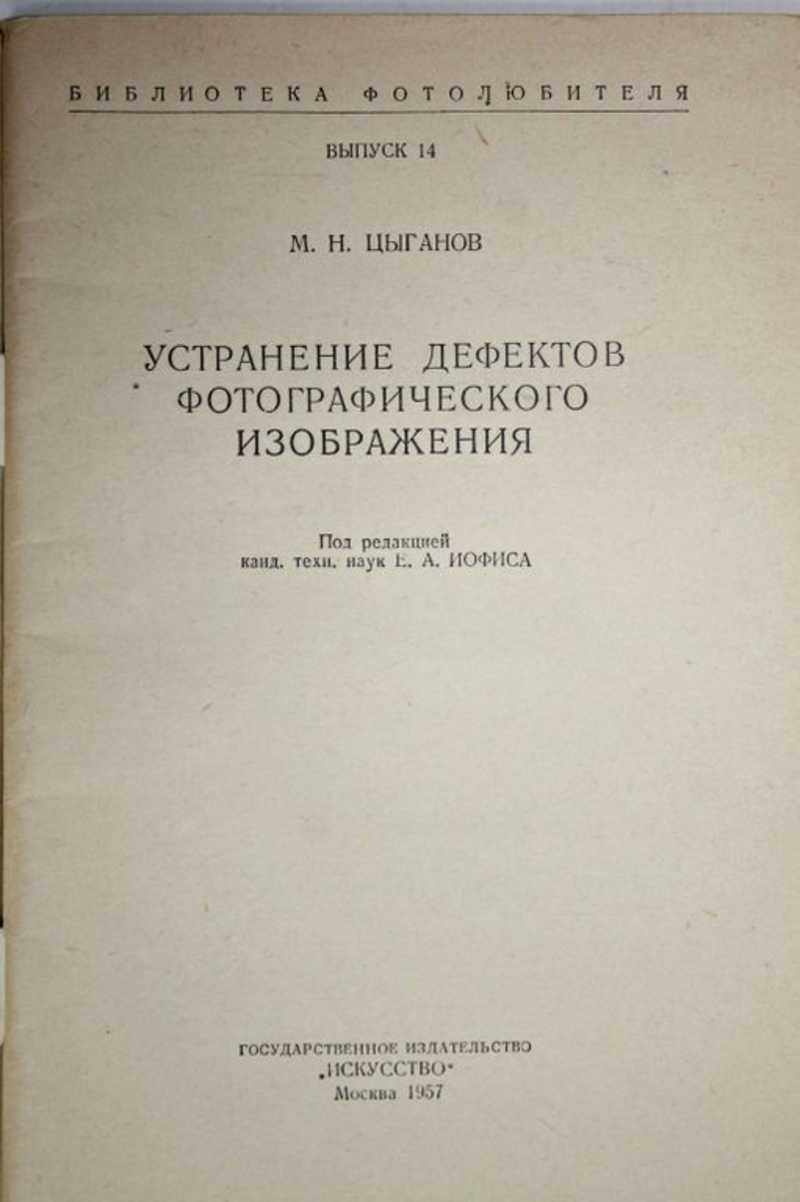 БИБЛИОТЕКА ФОТОЛЮБИТЕЛЯ
ВЫПУСК 14
М. Н. ЦЫГАНОВ
УСТРАНЕНИЕ ДЕФЕКТОВ
ФОТОГРАФИЧЕСКОГО
ИЗОБРАЖЕНИЯ
Под редакцией
канд. техн. наук Е. А. ИОФИСА
ГОСУДАРСТВЕННОЕ ИЗДАТЕЛЬСТВО
„ИСКУССТВО“
Москва 1957